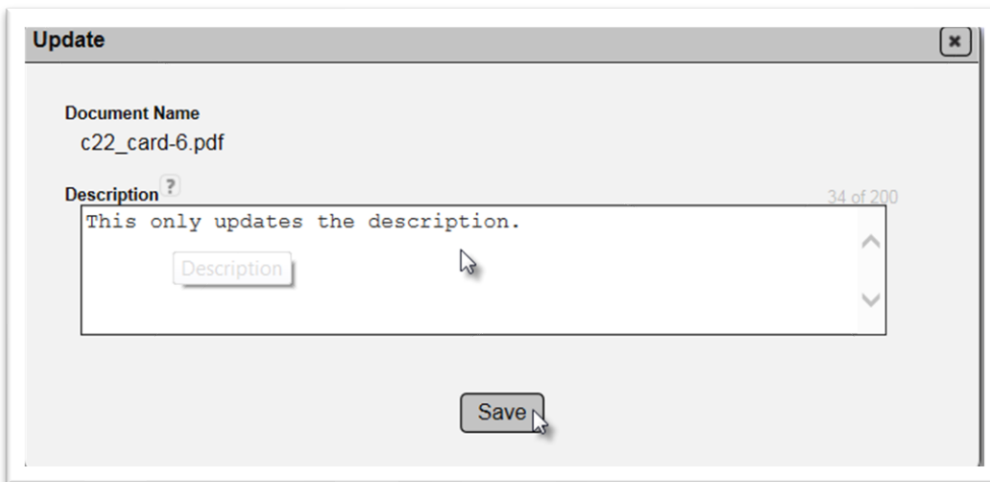 Update
Document Name
c22_card-6.pdf
Description ?
34 of 200
This only updates the description.
Description
Save